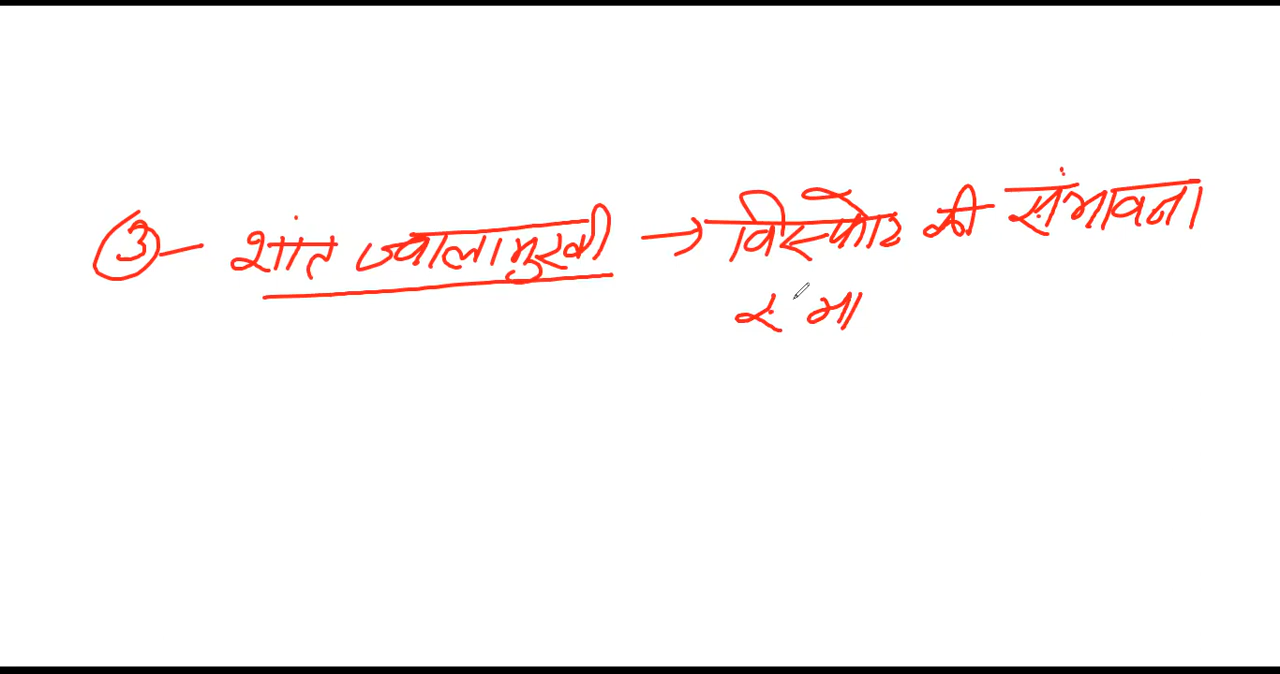 ③- शांत ज्वालामुखी → विस्फोट की संभावना